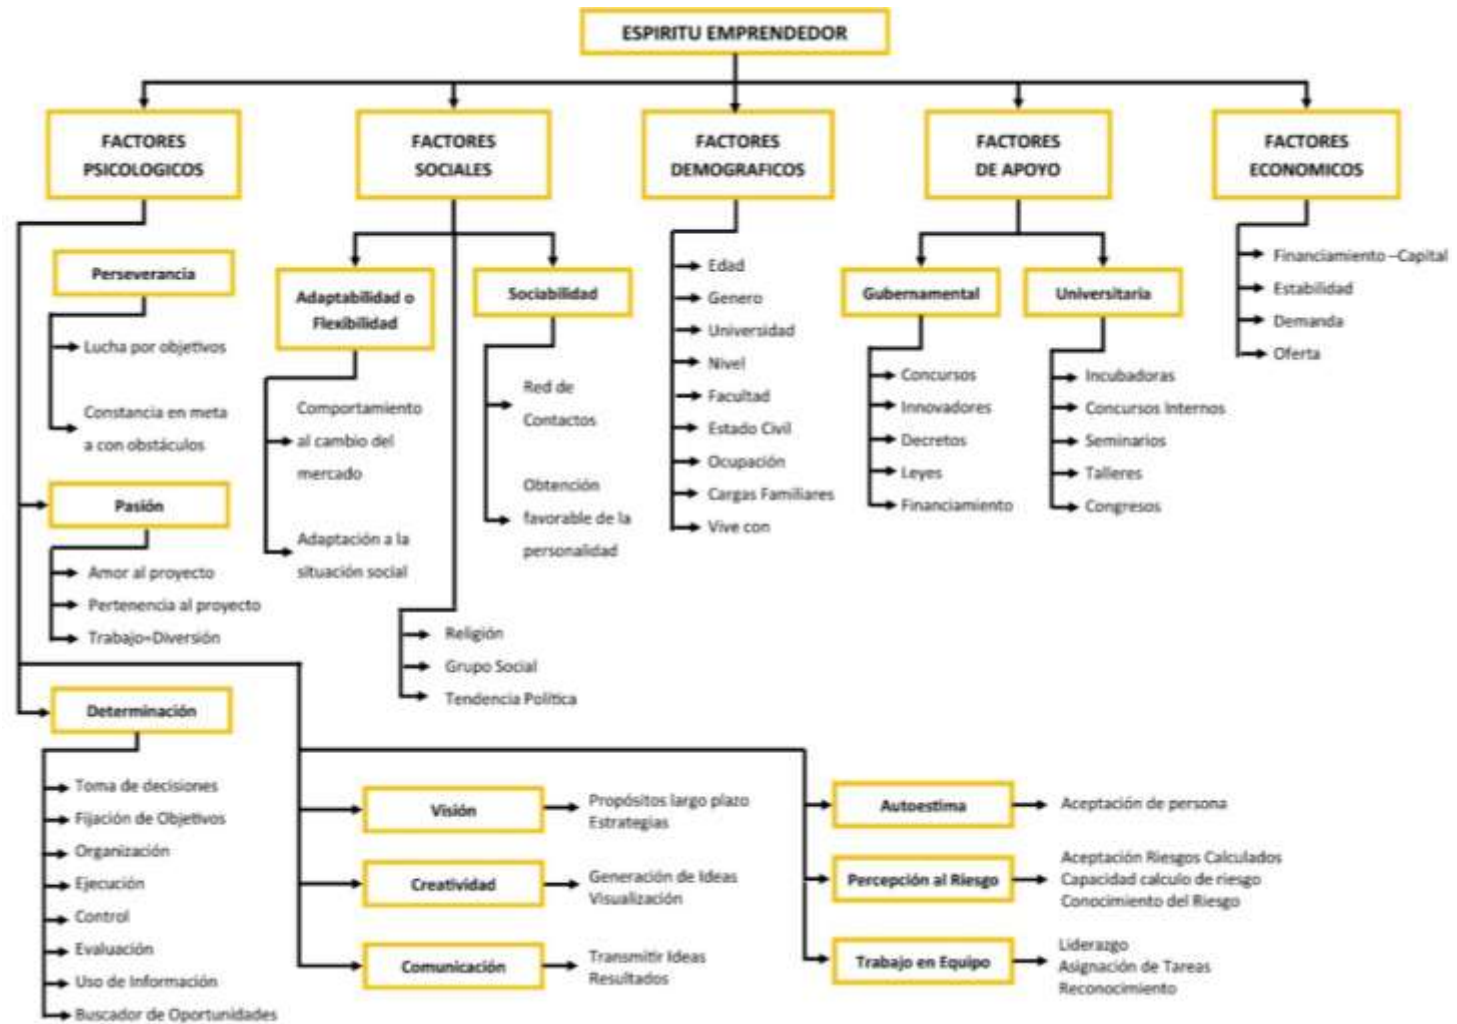 ESPIRITU EMPRENDEDOR
FACTORES
PSICOLOGICOS
FACTORES
SOCIALES
FACTORES
DEMOGRAFICOS
FACTORES
DE APOYO
FACTORES
ECONOMICOS
Perseverancia
Lucha por objetivos
Constancia en meta
a con obstáculos
Pasión
Amor al proyecto
Pertenencia al proyecto
Trabajo=Diversión
Determinación
Toma de decisiones
Fijación de Objetivos
Organización
Ejecución
Control
Evaluación
Uso de Información
Buscador de Oportunidades
Adaptabilidad o
Flexibilidad
Comportamiento
al cambio del
mercado
Adaptación a la
situación social
Sociabilidad
Red de
Contactos
Obtención
favorable de la
personalidad
Religión
Grupo Social
Tendencia Política
Edad
Genero
Universidad
Nivel
Facultad
Estado Civil
Ocupación
Cargas Familiares
Vive con
Gubernamental
Concursos
Innovadores
Decretos
Leyes
Financiamiento
Universitaria
Incubadoras
Concursos Internos
Seminarios
Talleres
Congresos
Financiamiento –Capital
Estabilidad
Demanda
Oferta
Visión
Propósitos largo plazo
Estrategias
Creatividad
Generación de Ideas
Visualización
Comunicación
Transmitir Ideas
Resultados
Autoestima
Aceptación de persona
Percepción al Riesgo
Aceptación Riesgos Calculados
Capacidad calculo de riesgo
Conocimiento del Riesgo
Trabajo en Equipo
Liderazgo
Asignación de Tareas
Reconocimiento